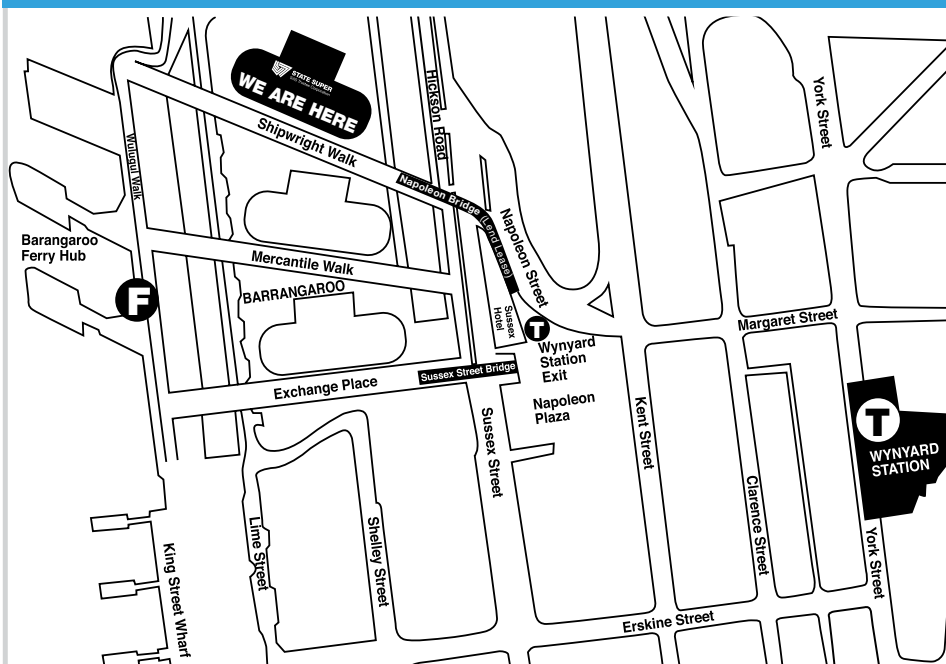 STATE SUPER
WE ARE HERE
Shipwright Walk
Hickson Road
York Street
Wuluqul Walk
Napoleon Bridge (Lend Lease)
Napoleon Street
Barangaroo
Ferry Hub
F
Mercantile Walk
BARRANGAROO
Sussex
Hotel
T
Wynyard
Station
Exit
Margaret Street
Exchange Place
Sussex Street Bridge
Napoleon
Plaza
Sussex Street
Kent Street
T
WYNYARD
STATION
Clarence Street
York Street
Lime Street
Shelley Street
King Street Wharf
Erskine Street